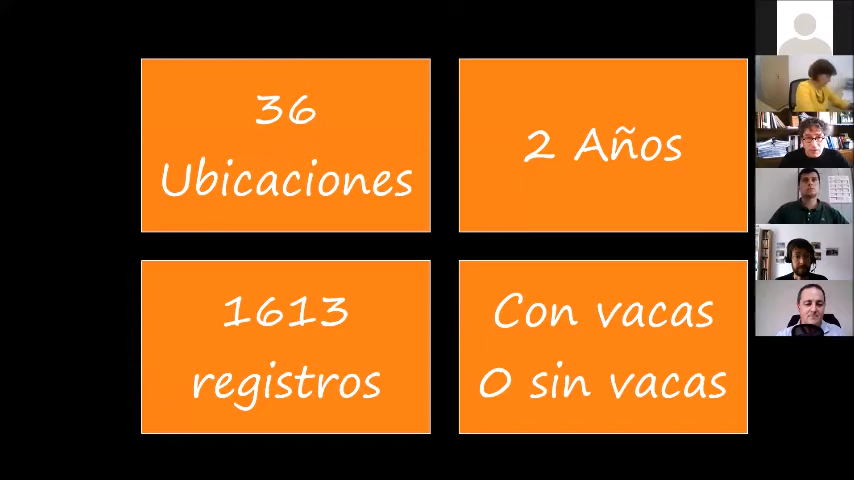 36
Ubicaciones
2 Años
1613
registros
Con vacas
O sin vacas